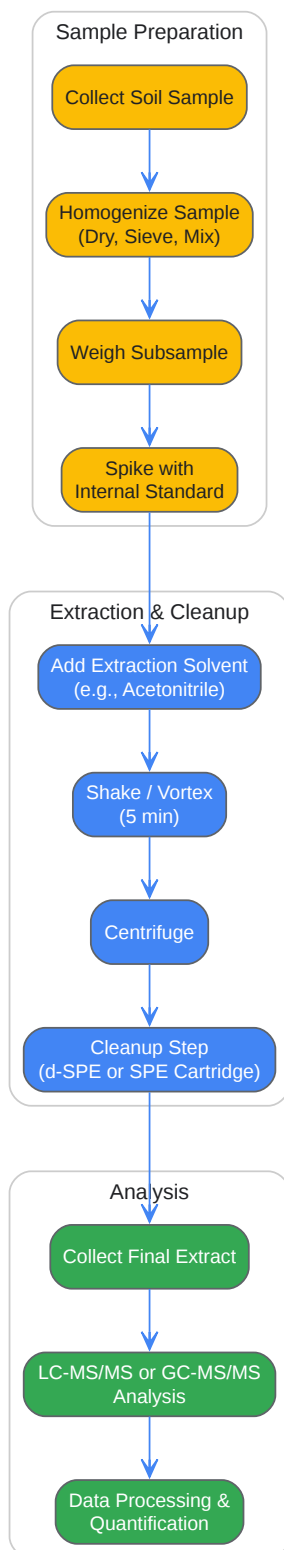 Sample Preparation
Collect Soil Sample
Homogenize Sample
(Dry, Sieve, Mix)
Weigh Subsample
Spike with
Internal Standard
Extraction & Cleanup
Add Extraction Solvent
(e.g., Acetonitrile)
Shake / Vortex
(5 min)
Centrifuge
Cleanup Step
(d-SPE or SPE Cartridge)
Analysis
Collect Final Extract
LC-MS/MS or GC-MS/MS
Analysis
Data Processing &
Quantification